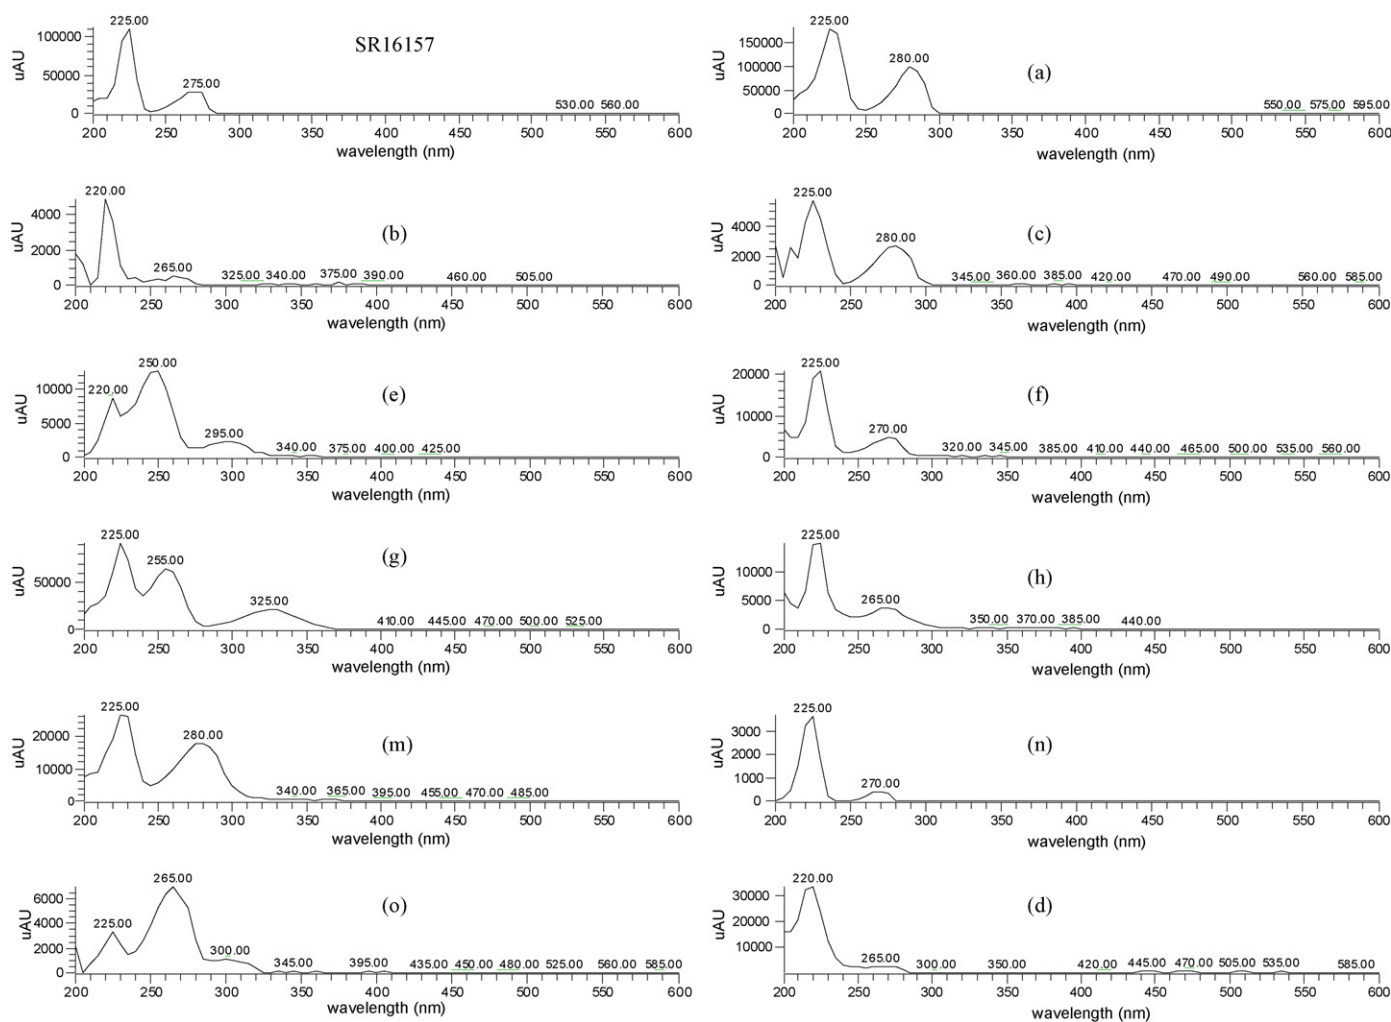 225.00
SR16157
100000
uAU
275.00
50000
530.00 560.00
0
200 250 300 350 400 450 500 550 600
wavelength (nm)
225.00
150000
uAU
280.00
(a)
100000
50000
550.00 575.00 595.00
0
200 250 300 350 400 450 500 550 600
wavelength (nm)
220.00
4000
uAU
(b)
2000
265.00 325.00 340.00 375.00 390.00 460.00 505.00
0
200 250 300 350 400 450 500 550 600
wavelength (nm)
225.00
4000
uAU
(c)
280.00
2000
345.00 360.00 385.00 420.00 470.00 490.00 560.00 585.00
0
200 250 300 350 400 450 500 550 600
wavelength (nm)
250.00
10000
220.00
uAU
(e)
5000
295.00
340.00 375.00 400.00 425.00
0
200 250 300 350 400 450 500 550 600
wavelength (nm)
225.00
20000
uAU
(f)
10000
270.00
320.00 345.00 385.00 410.00 440.00 465.00 500.00 535.00 560.00
0
200 250 300 350 400 450 500 550 600
wavelength (nm)
225.00
uAU
255.00
(g)
50000
325.00
410.00 445.00 470.00 500.00 525.00
0
200 250 300 350 400 450 500 550 600
wavelength (nm)
225.00
10000
uAU
(h)
5000
265.00
350.00 370.00 385.00 440.00
0
200 250 300 350 400 450 500 550 600
wavelength (nm)
225.00
20000
uAU
280.00
(m)
10000
340.00 365.00 395.00 455.00 470.00 485.00
0
200 250 300 350 400 450 500 550 600
wavelength (nm)
225.00
3000
uAU
2000
(n)
1000
270.00
0
200 250 300 350 400 450 500 550 600
wavelength (nm)
265.00
6000
uAU
4000
225.00
(o)
2000
300.00
345.00 395.00 435.00 450.00 480.00 525.00 560.00 585.00
0
200 250 300 350 400 450 500 550 600
wavelength (nm)
220.00
30000
uAU
20000
(d)
10000
265.00 300.00 350.00 420.00 445.00 470.00 505.00 535.00 585.00
200 250 300 350 400 450 500 550 600
wavelength (nm)